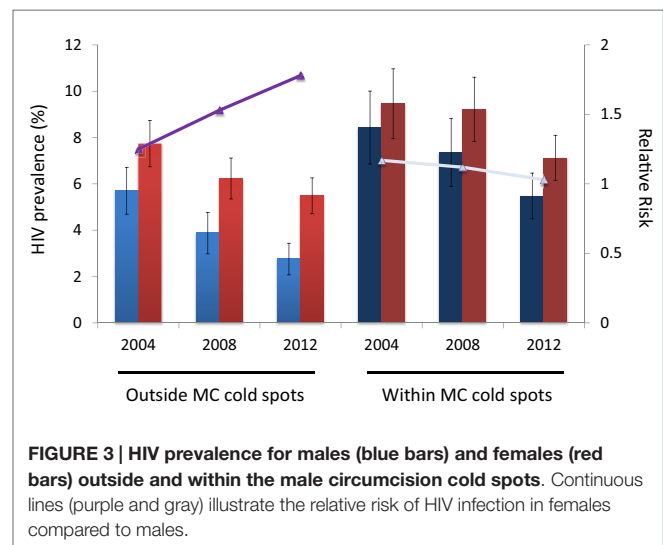 12
10
8
6
4
2
0
HIV prevalence (%)
2
1.5
1
0.5
0
Relative Risk
2004 2008 2012 2004 2008 2012
Outside MC cold spots Within MC cold spots
FIGURE 3 | HIV prevalence for males (blue bars) and females (red
bars) outside and within the male circumcision cold spots. Continuous
lines (purple and gray) illustrate the relative risk of HIV infection in females
compared to males.